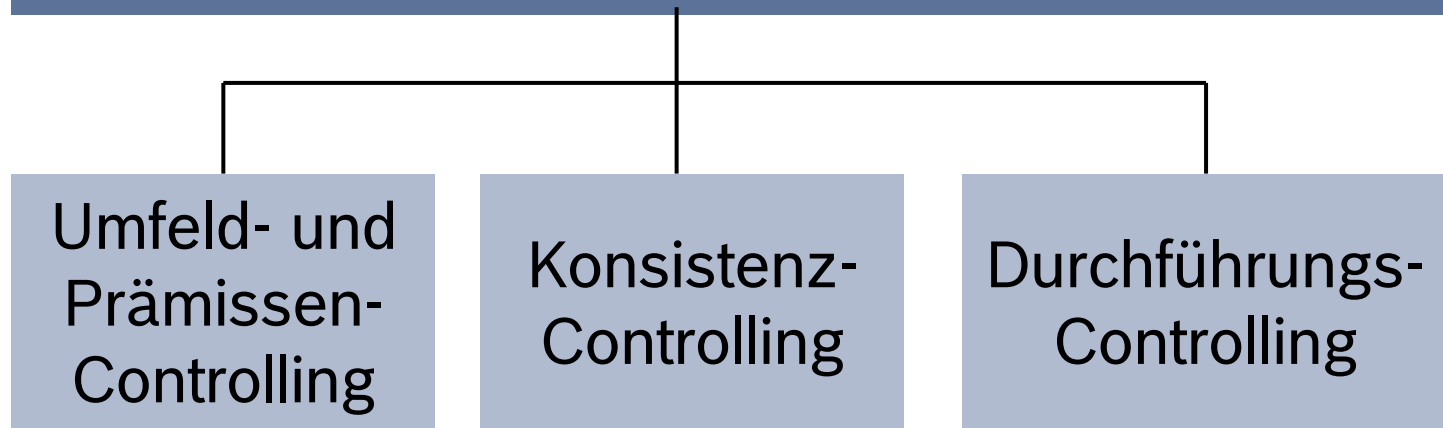 Umfeld- und
Prämissen-
Controlling
Konsistenz-
Controlling
Durchführungs-
Controlling